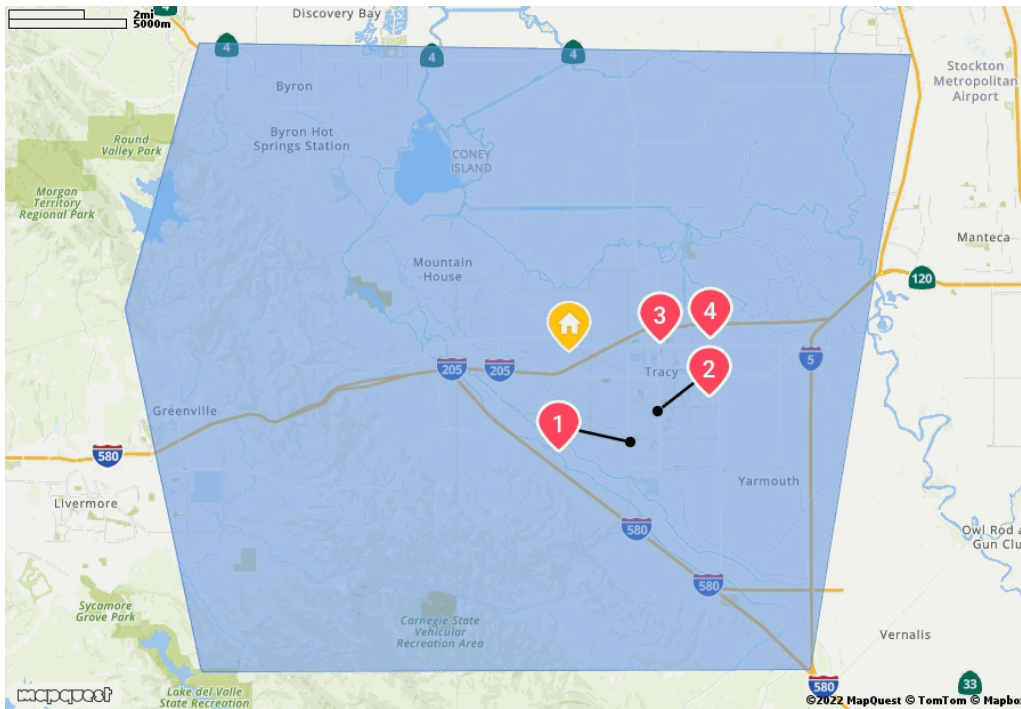 4
2mi
5000m
Discovery Bay
4
4
4
Stockton
Metropolitan
Airport
Byron
Round
Valley Park
Byron Hot
Springs Station
CONEY
ISLAND
Morgan
Territory
Regional Park
Manteca
Mountain
House
120
3
4
205
205
Tracy
2
5
Greenville
1
580
Livermore
Yarmouth
580
Owl Rod a
Gun Clu
580
Sycamore
Grove Park
Carnegie State
Vehicular
Recreation Area
Vernalis
Lake del Valle
State Recreation
580
33
mapquest
©2022 MapQuest © TomTom © Mapbo